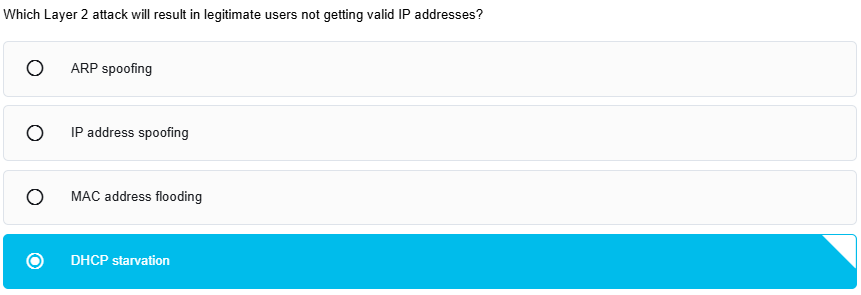 Which Layer 2 attack will result in legitimate users not getting valid IP addresses?
ARP spoofing
IP address spoofing
MAC address flooding
DHCP starvation